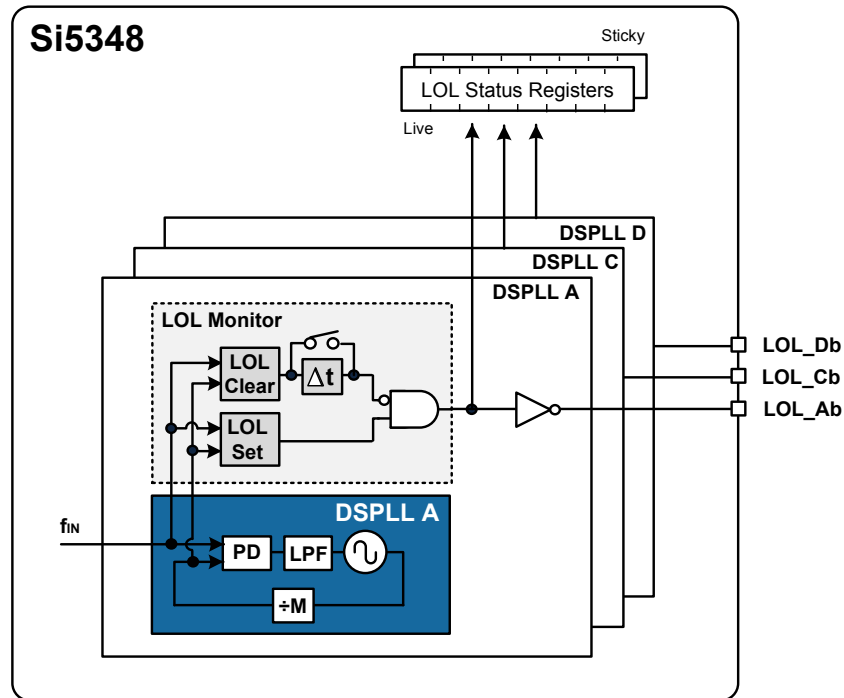 Si5348
Sticky
LOL Status Registers
Live
DSPLL D
DSPLL C
DSPLL A
LOL Monitor
LOL
Clear
Δt
LOL
Set
LOL_Db
LOL_Cb
LOL_Ab
DSPLL A
fIN
PD
LPF
÷M